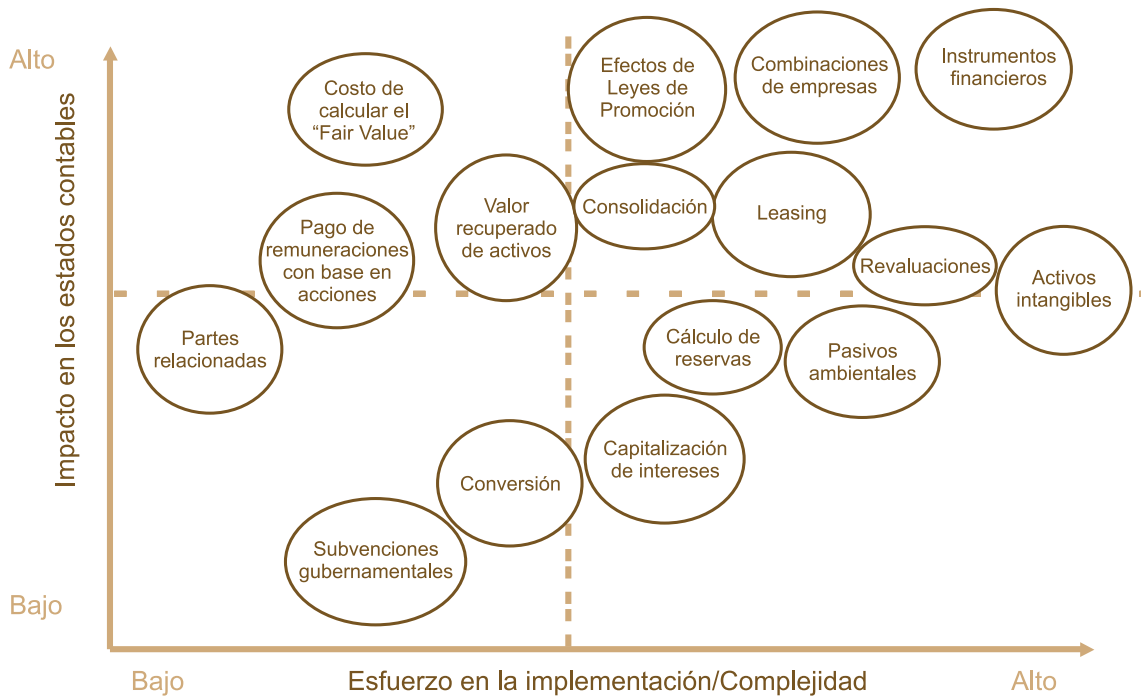 Alto
Impacto en los estados contables
Bajo
Costo de
calcular el
“Fair Value”
Efectos de
Leyes de
Promoción
Combinaciones
de empresas
Instrumentos
financieros
Pago de
remuneraciones
con base en
acciones
Valor
recuperado
de activos
Consolidación
Leasing
Revaluaciones
Activos
intangibles
Partes
relacionadas
Cálculo de
reservas
Pasivos
ambientales
Capitalización
de intereses
Conversión
Subvenciones
gubernamentales
Bajo
Esfuerzo en la implementación/Complejidad
Alto